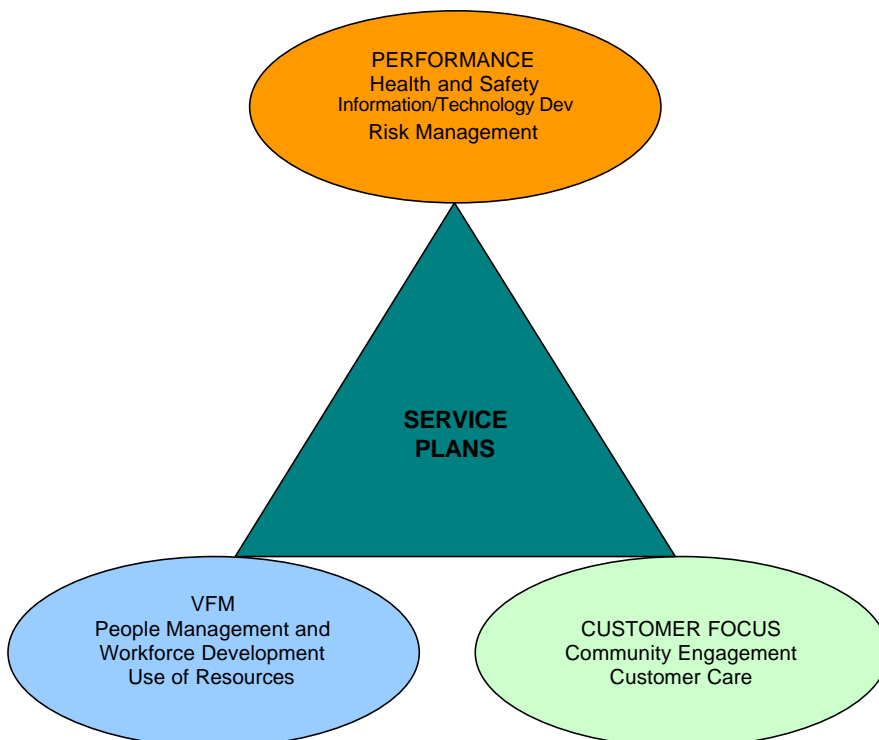 PERFORMANCE
Health and Safety
Information/Technology Dev
Risk Management
SERVICE
PLANS
VFM
People Management and
Workforce Development
Use of Resources
CUSTOMER FOCUS
Community Engagement
Customer Care